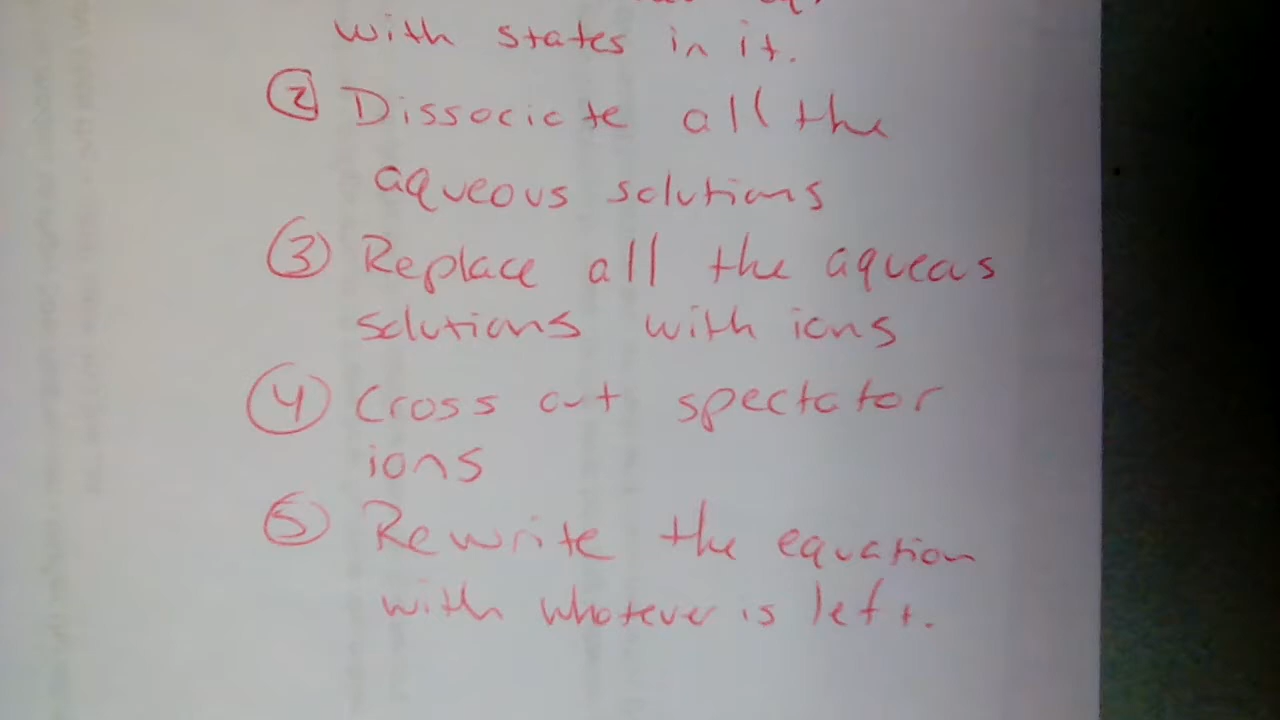 with states in it.
② Dissociate all the
aqueous solutions
③ Replace all the aqueous
solutions with ions
④ Cross out spectator
ions
⑤ Rewrite the equation
with whatever is left.